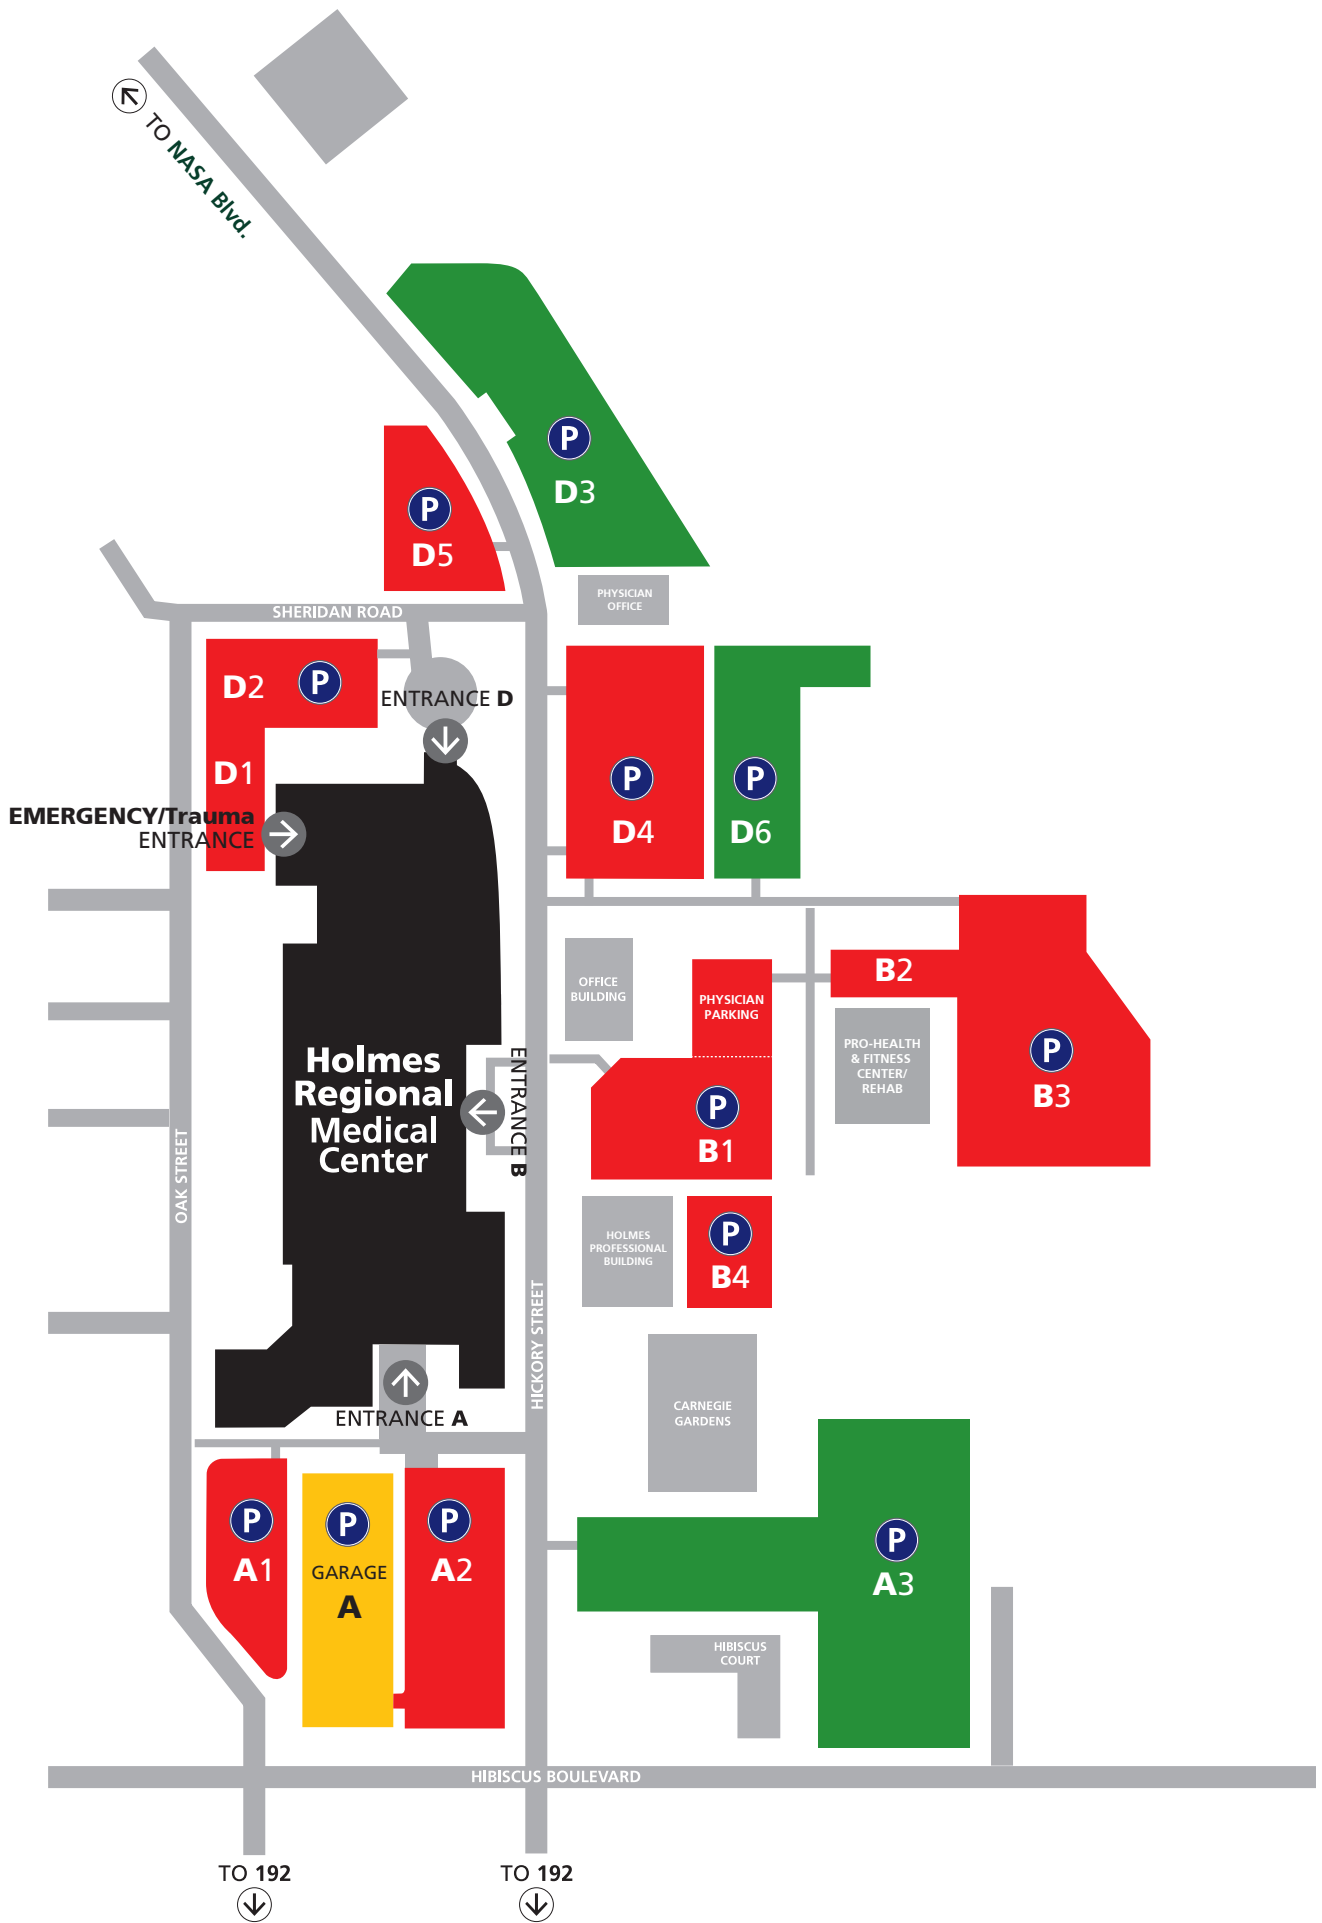 TO NASA Blvd.
P
D3
P
D5
PHYSICIAN
OFFICE
SHERIDAN ROAD
D2 P
D1
ENTRANCE D
EMERGENCY/Trauma
ENTRANCE
P
D4
P
D6
OFFICE
BUILDING
PHYSICIAN
PARKING
B2
PRO-HEALTH
& FITNESS
CENTER/
REHAB
P
B3
Holmes
Regional
Medical
Center
ENTRANCE B
P
B1
OAK STREET
HOLMES
PROFESSIONAL
BUILDING
P
B4
HICKORY STREET
CARNEGIE
GARDENS
ENTRANCE A
P
A1
P
GARAGE
A
P
A2
P
A3
HIBISCUS
COURT
HIBISCUS BOULEVARD
TO 192
TO 192